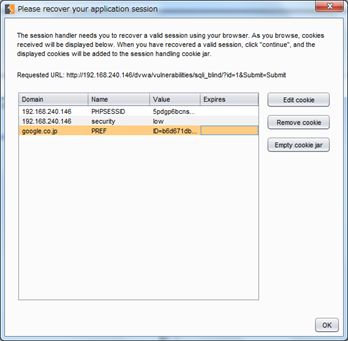 Please recover your application session
The session handler needs you to recover a valid session using your browser. As you browse, cookies
received will be displayed below. When you have recovered a valid session, click "continue", and the
displayed cookies will be added to the session handling cookie jar.
Requested URL: http://192.168.240.146/dvwa/vulnerabilities/sqli_blind/?id=1&Submit=Submit
Domain Name Value Expires
192.168.240.146 PHPSESSID 5pdgp6bcns...
192.168.240.146 security low
google.co.jp PREF ID=b6d671db...
Edit cookie
Remove cookie
Empty cookie jar
OK